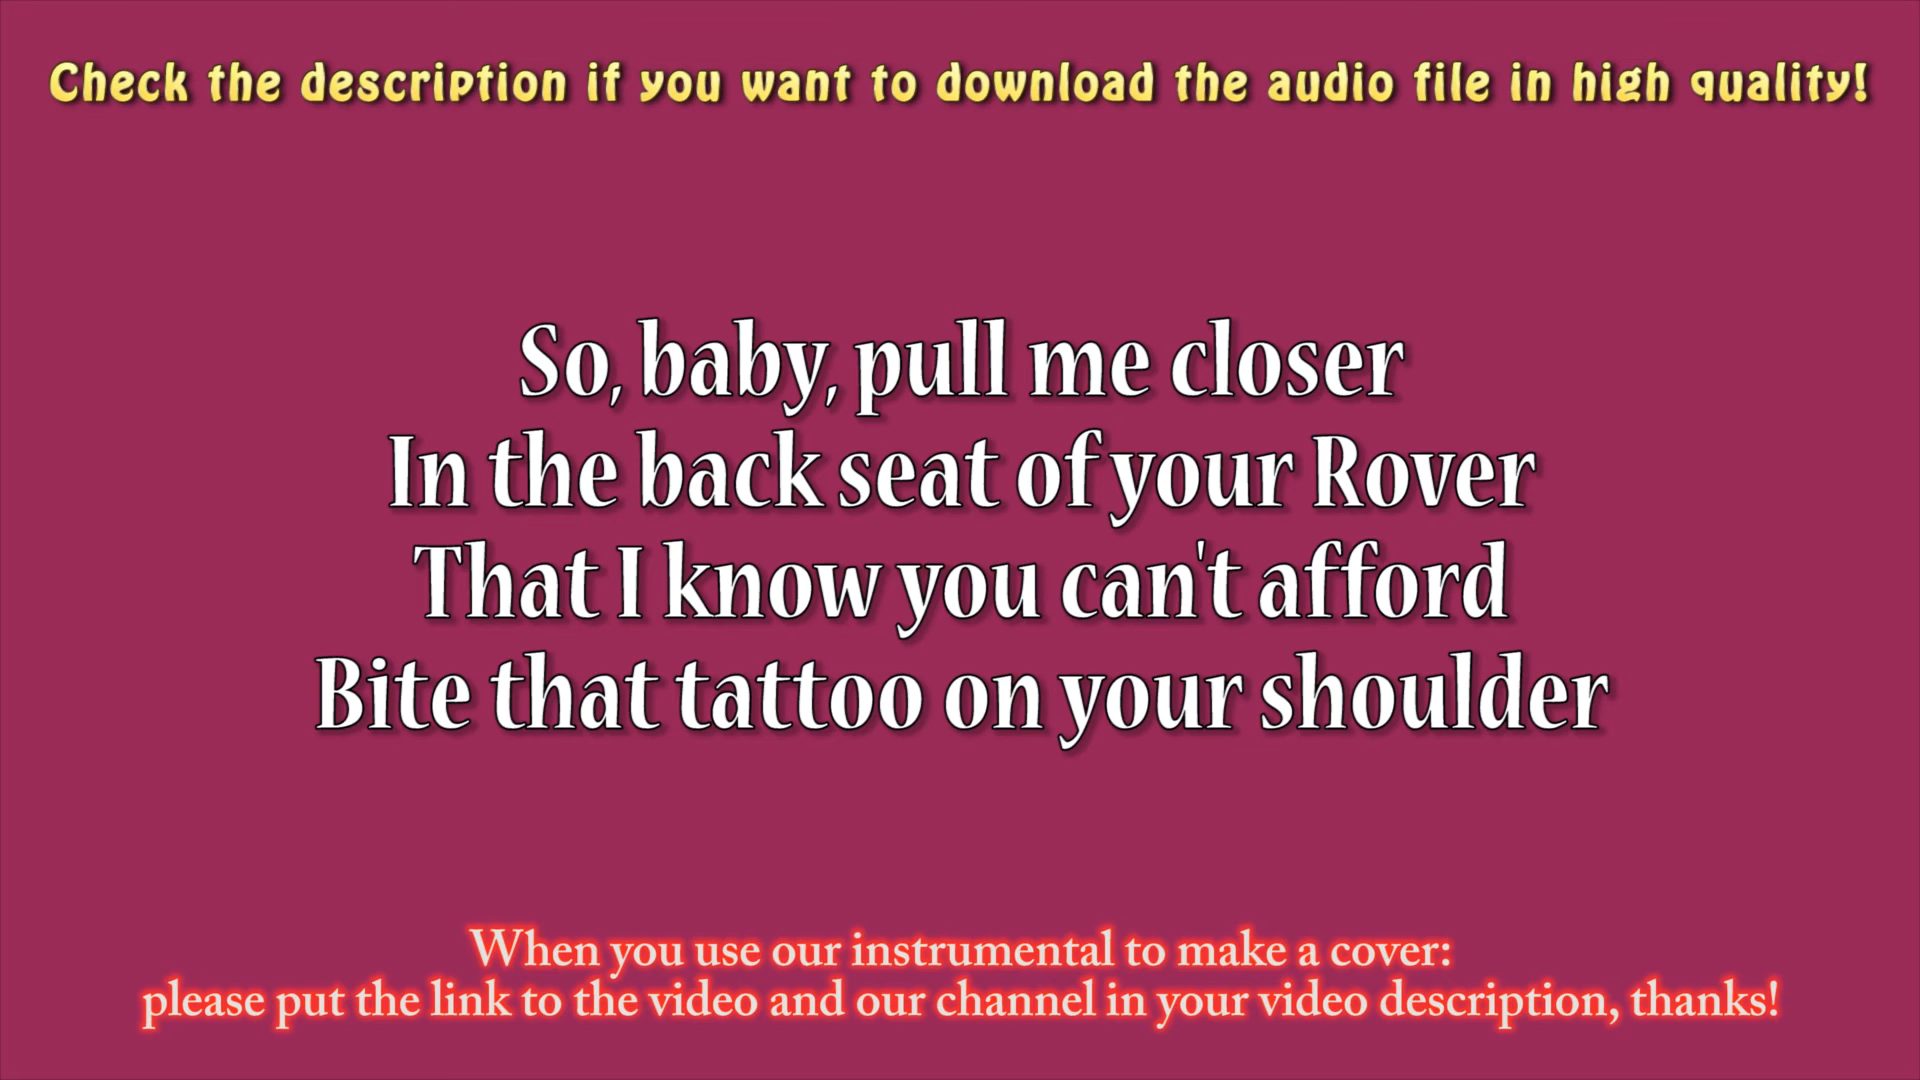 Check the description if you want to download the audio file in high quality!
So, baby, pull me closer
In the back seat of your Rover
That I know you can't afford
Bite that tattoo on your shoulder
When you use our instrumental to make a cover:
please put the link to the video and our channel in your video description, thanks!